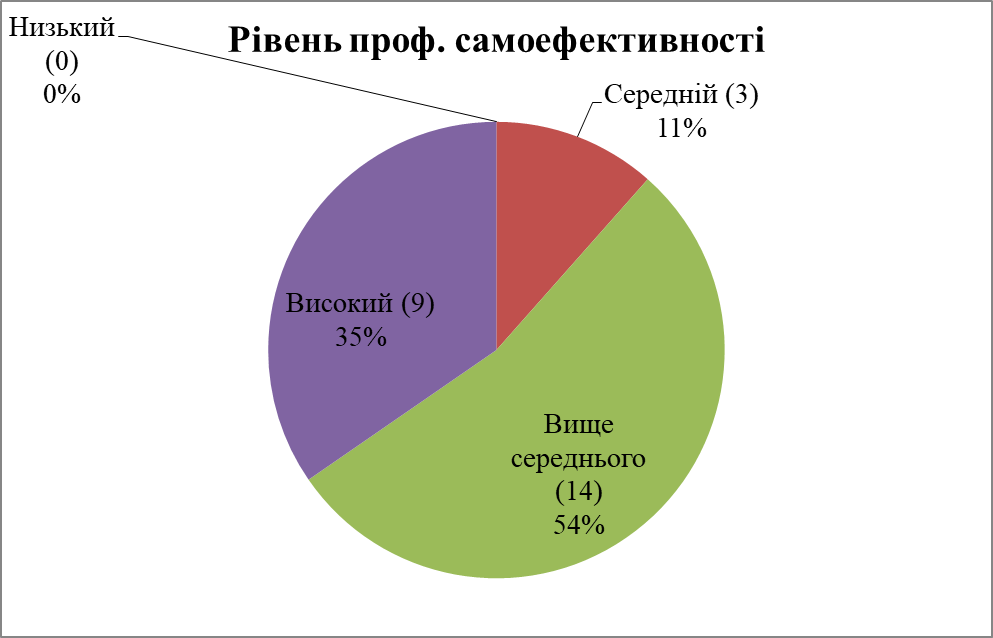 Рівень проф. самоефективності
Низький
(0)
0%
Середній (3)
11%
Високий (9)
35%
Вище
середнього
(14)
54%